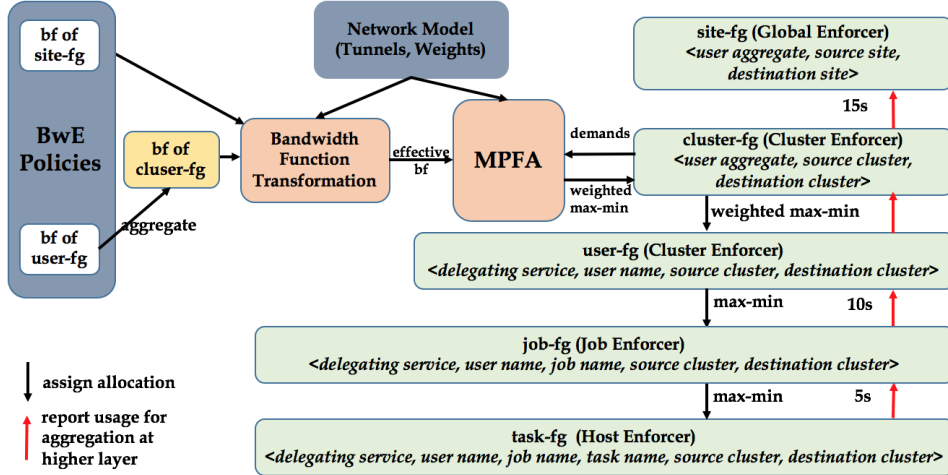 bf of
site-fg
BwE
Policies
bf of
user-fg
bf of
cluser-fg
aggregate
Network Model
(Tunnels, Weights)
Bandwidth
Function
Transformation
effective
bf
MPFA
demands
weighted
max-min
site-fg (Global Enforcer)
<user aggregate, source site,
destination site>
15s
cluster-fg (Cluster Enforcer)
<user aggregate, source cluster,
destination cluster>
weighted max-min
user-fg (Cluster Enforcer)
<delegating service, user name, source cluster, destination cluster>
max-min
10s
job-fg (Job Enforcer)
<delegating service, user name, job name, source cluster, destination cluster>
max-min
5s
task-fg (Host Enforcer)
<delegating service, user name, job name, task name, source cluster, destination cluster>
assign allocation
report usage for
aggregation at
higher layer